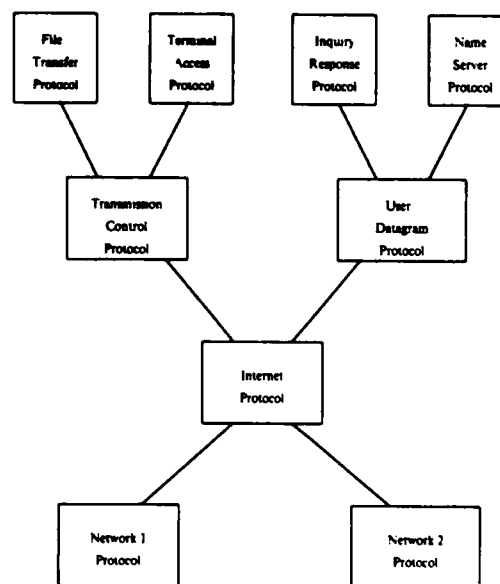 File
Transfer
Protocol
Terminal
Access
Protocol
Inquiry
Response
Protocol
Name
Server
Protocol
Transmission
Control
Protocol
User
Datagram
Protocol
Internet
Protocol
Network 1
Protocol
Network 2
Protocol